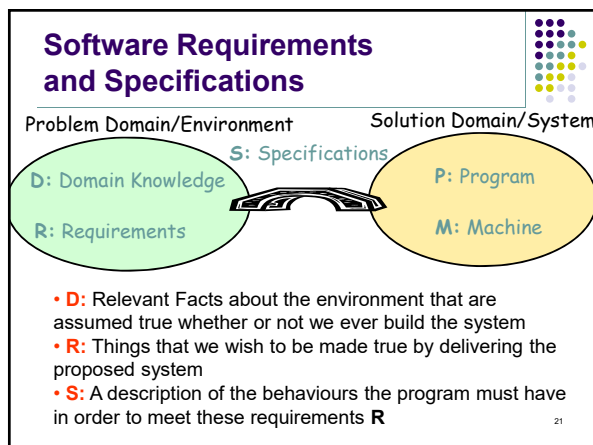 Software Requirements
and Specifications
Problem Domain/Environment
Solution Domain/System
S: Specifications
D: Domain Knowledge
P: Program
R: Requirements
M: Machine
• D: Relevant Facts about the environment that are
assumed true whether or not we ever build the system
• R: Things that we wish to be made true by delivering the
proposed system
• S: A description of the behaviours the program must have
in order to meet these requirements R
21